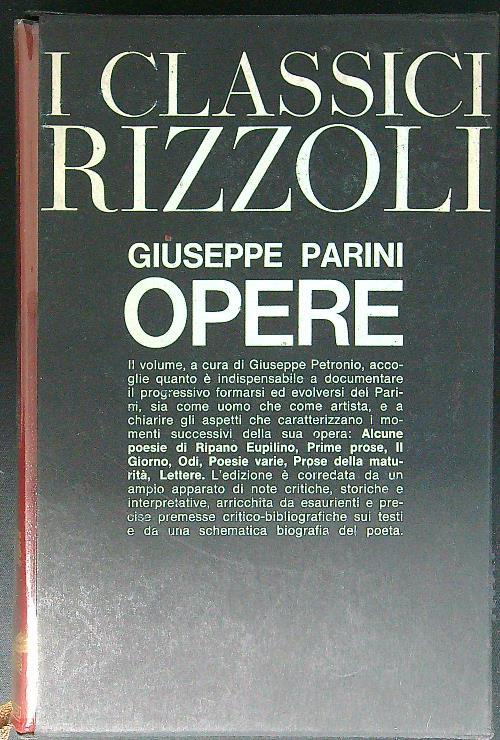 I CLASSICI
RIZZOLI
GIUSEPPE PARINI
OPERE
Il volume, a cura di Giuseppe Petronio, acco-
glie quanto è indispensabile a documentare
il progressivo formarsi ed evolversi del Pari-
ni, sia come uomo che come artista, e a
chiarire gli aspetti che caratterizzano i mo-
menti successivi della sua opera: Alcune
poesie di Ripano Eupilino, Prime prose, Il
Giorno, Odi, Poesie varie, Prose della matu-
rità, Lettere. L'edizione è corredata da un
ampio apparato di note critiche, storiche e
interpretative, arricchita da esaurienti e pre-
cise premesse critico-bibliografiche sui testi
e da una schematica biografia del poeta.